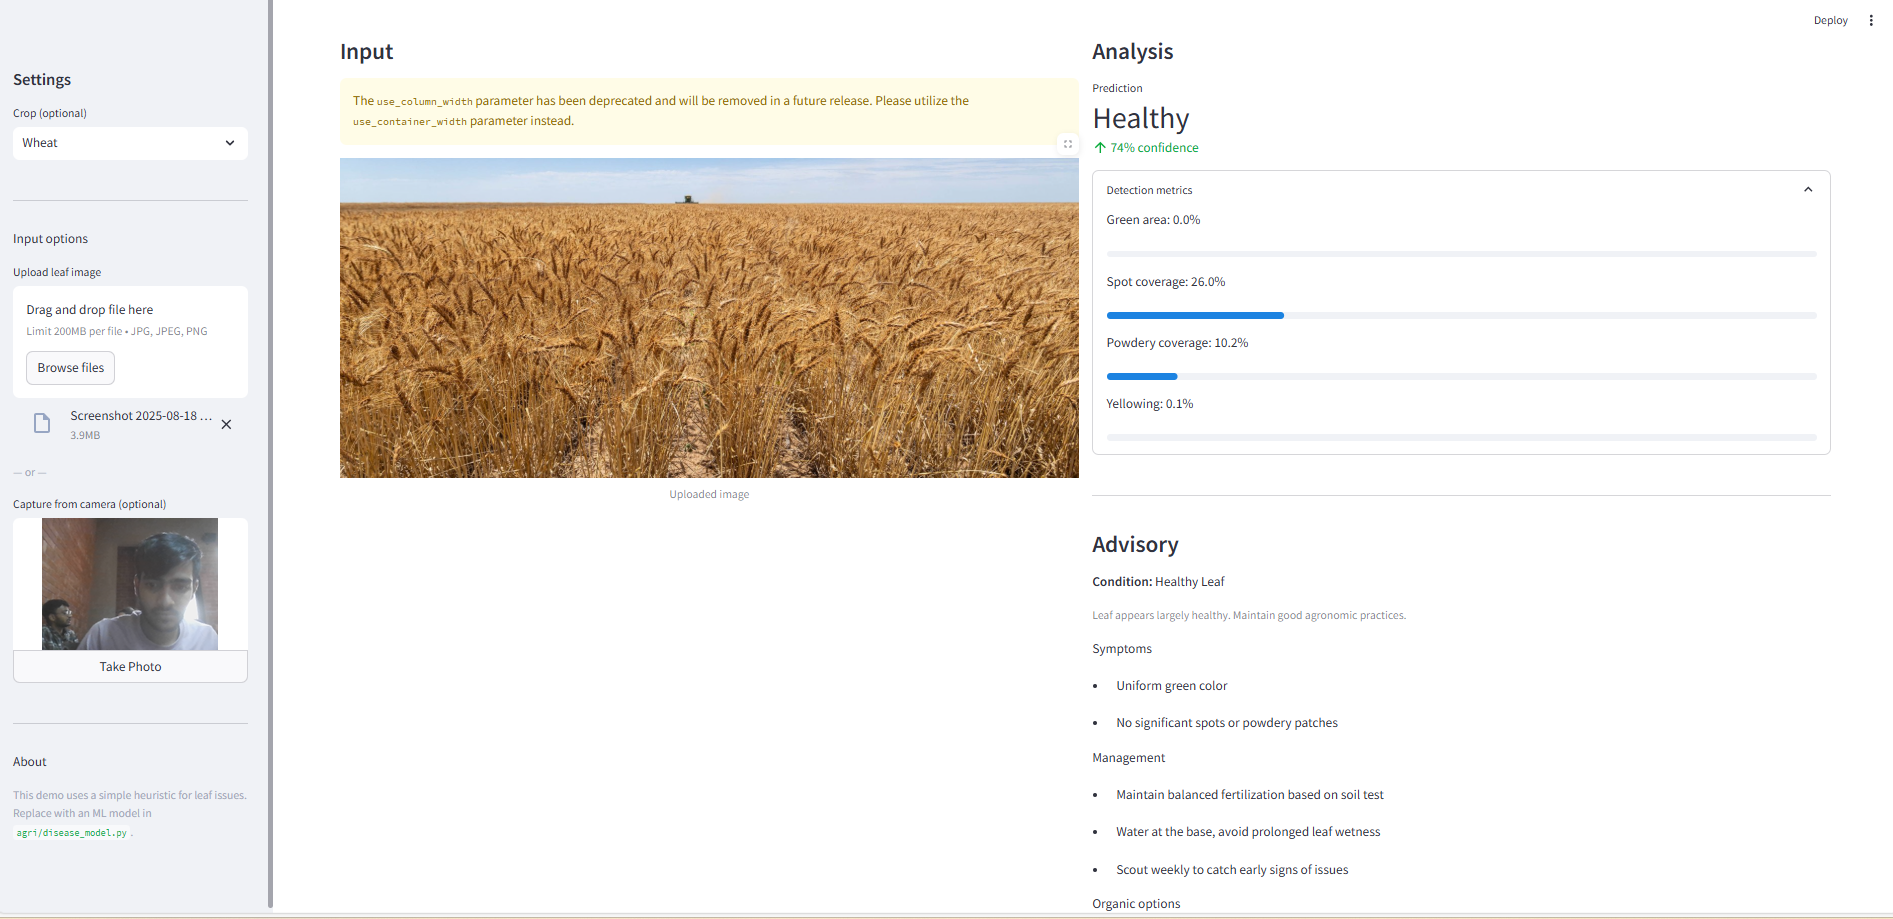 Deploy
Settings
Crop (optional)
Wheat
Input options
Upload leaf image
Drag and drop file here
Limit 200MB per file • JPG, JPEG, PNG
Browse files
Screenshot 2025-08-18 ...
3.9MB
— or —
Capture from camera (optional)
Take Photo
About
This demo uses a simple heuristic for leaf issues.
Replace with an ML model in
agri/disease_model.py .
Input
The use_column_width parameter has been deprecated and will be removed in a future release. Please utilize the
use_container_width parameter instead.
Uploaded image
Analysis
Prediction
Healthy
↑ 74% confidence
Detection metrics
Green area: 0.0%
Spot coverage: 26.0%
Powdery coverage: 10.2%
Yellowing: 0.1%
Advisory
Condition: Healthy Leaf
Leaf appears largely healthy. Maintain good agronomic practices.
Symptoms
• Uniform green color
• No significant spots or powdery patches
Management
• Maintain balanced fertilization based on soil test
• Water at the base, avoid prolonged leaf wetness
• Scout weekly to catch early signs of issues
Organic options